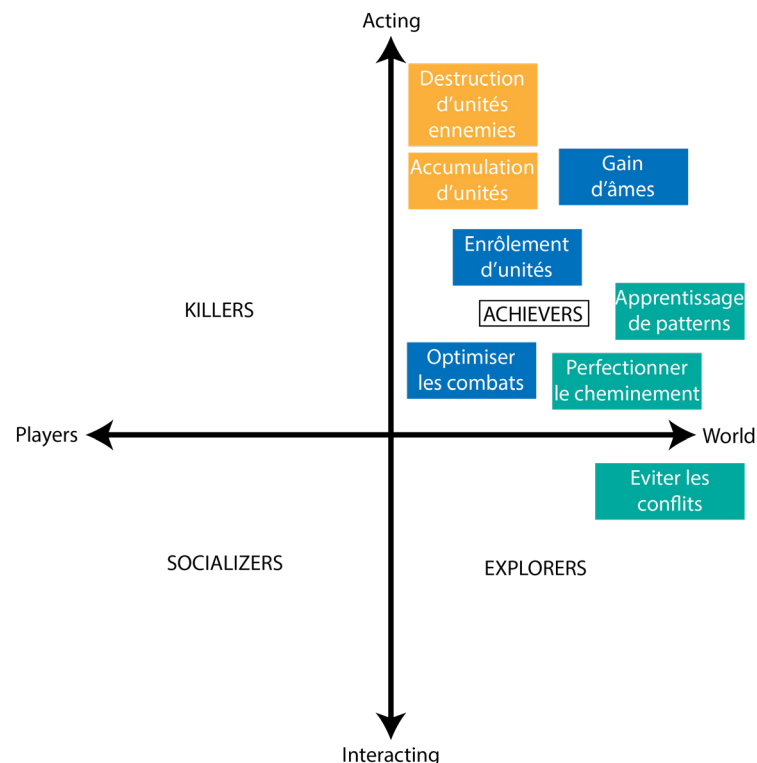 Acting
Destruction
d'unités
ennemies
Accumulation
d'unités
Gain
d'âmes
Enrôlement
d'unités
KILLERS
ACHIEVERS
Apprentissage
de patterns
Optimiser
les combats
Perfectionner
le cheminement
Players
World
Eviter les
conflits
SOCIALIZERS
EXPLORERS
Interacting